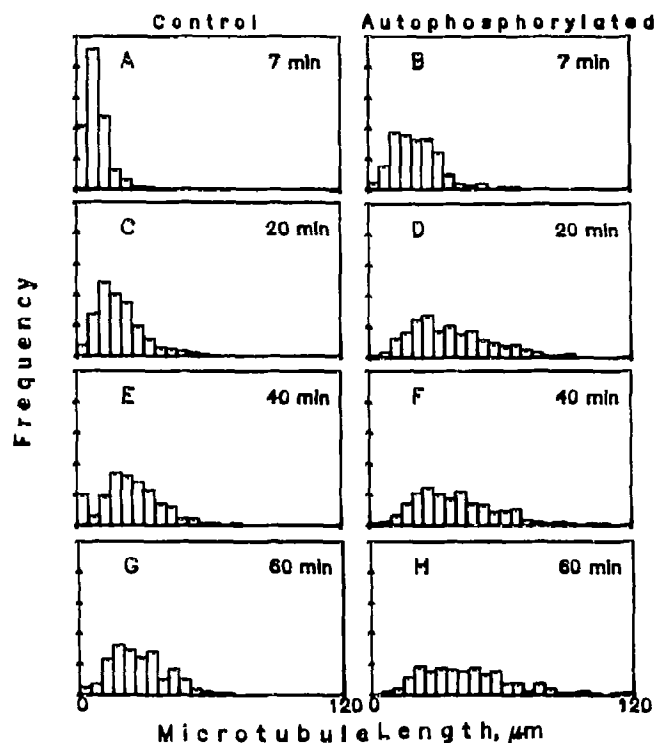 Control Autophosphorylated
A 7 min B 7 min
C 20 min D 20 min
E 40 min F 40 min
G 60 min H 60 min
Frequency
0 120 0 120
Microtubule Length, μm